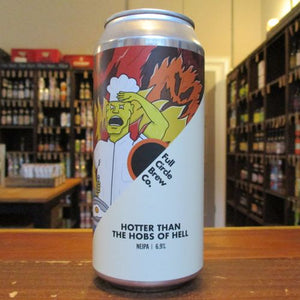 Full
Circle
Brew
Co.
HOTTER THAN
THE HOBS OF HELL
NEIPA | 6.9%